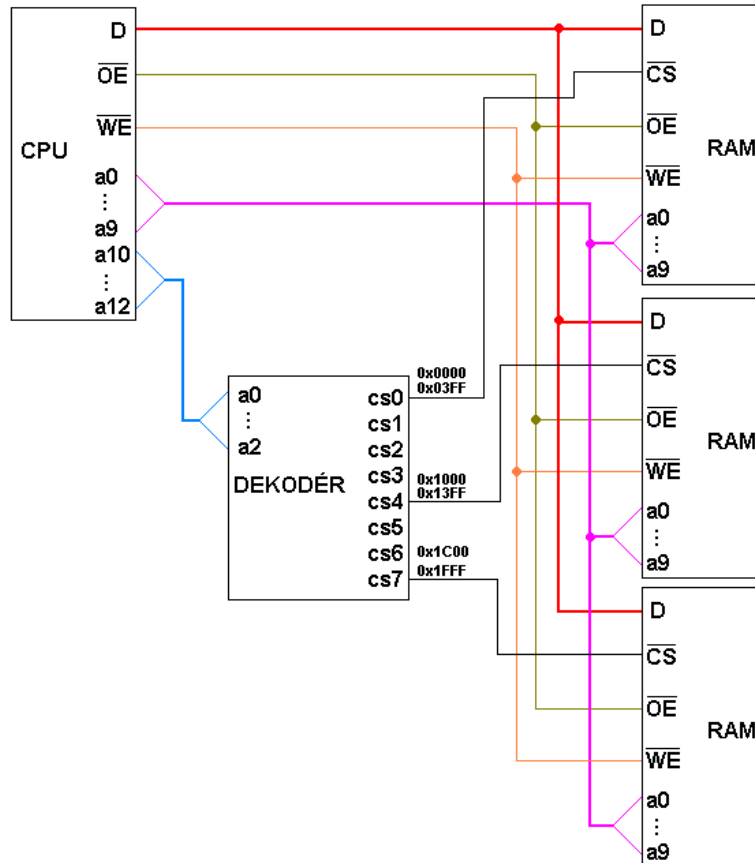 CPU
D
OE
WE
a0
⋮
a9
a10
⋮
a12
DEKODÉR
a0
⋮
a2
cs0
cs1
cs2
cs3
cs4
cs5
cs6
cs7
0x0000
0x03FF
0x1000
0x13FF
0x1C00
0x1FFF
RAM
D
CS
OE
WE
a0
⋮
a9
RAM
D
CS
OE
WE
a0
⋮
a9
RAM
D
CS
OE
WE
a0
⋮
a9